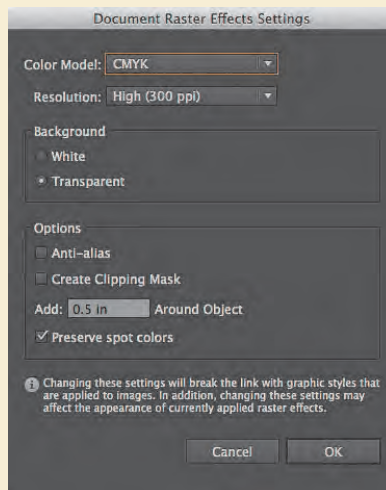 Document Raster Effects Settings
Color Model: CMYK
Resolution: High (300 ppi)
Background
White
Transparent
Options
Anti-alias
Create Clipping Mask
Add: 0.5 in Around Object
Preserve spot colors
Changing these settings will break the link with graphic styles that
are applied to images. In addition, changing these settings may
affect the appearance of currently applied raster effects.
Cancel OK